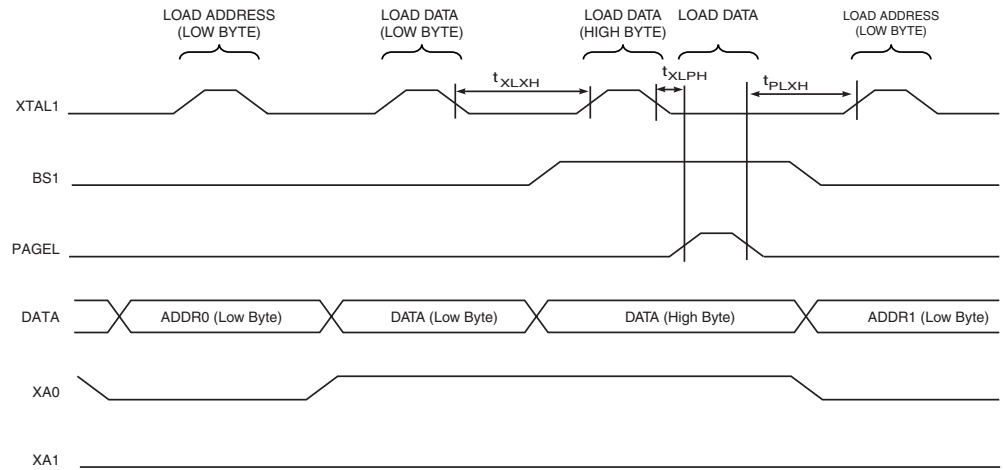 LOAD ADDRESS
(LOW BYTE)
LOAD DATA
(LOW BYTE)
LOAD DATA
(HIGH BYTE)
LOAD DATA
LOAD ADDRESS
(LOW BYTE)
tXLXH
tXLPH
tPLXH
XTAL1
BS1
PAGEL
DATA
ADDR0 (Low Byte)
DATA (Low Byte)
DATA (High Byte)
ADDR1 (Low Byte)
XA0
XA1